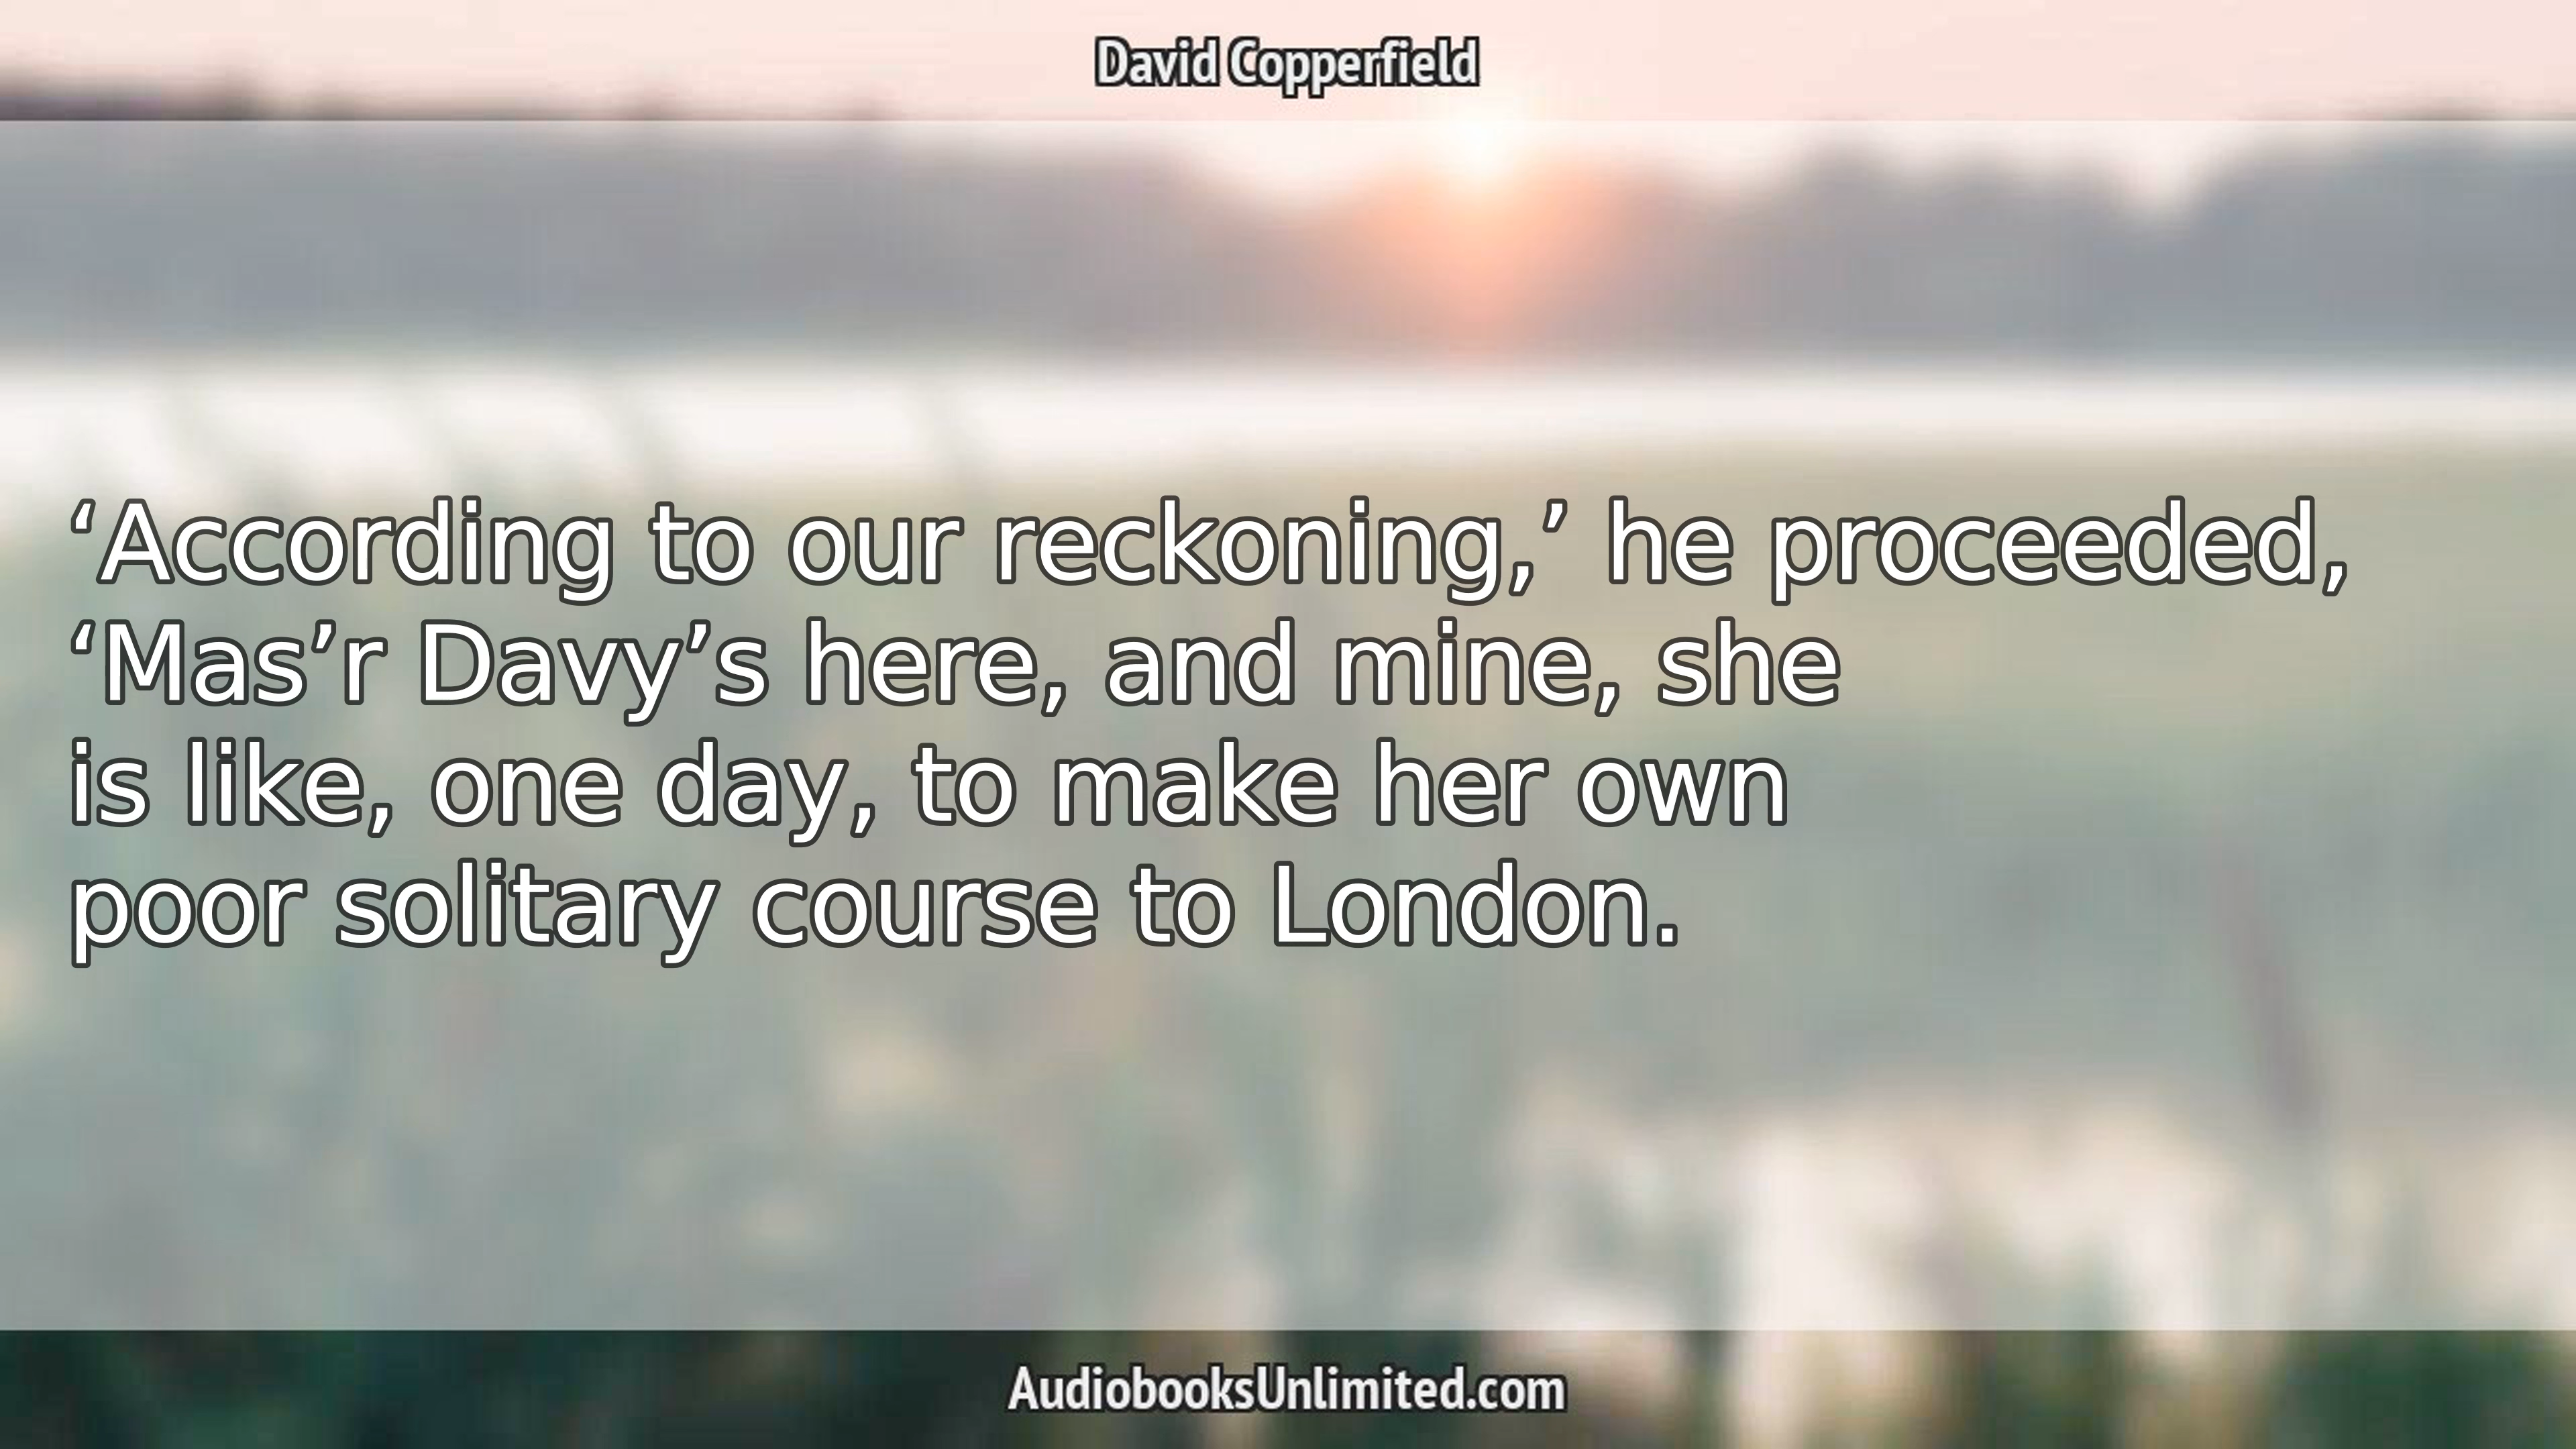 David Copperfield
‘According to our reckoning,’ he proceeded,
‘Mas’r Davy’s here, and mine, she
is like, one day, to make her own
poor solitary course to London.
AudiobooksUnlimited.com